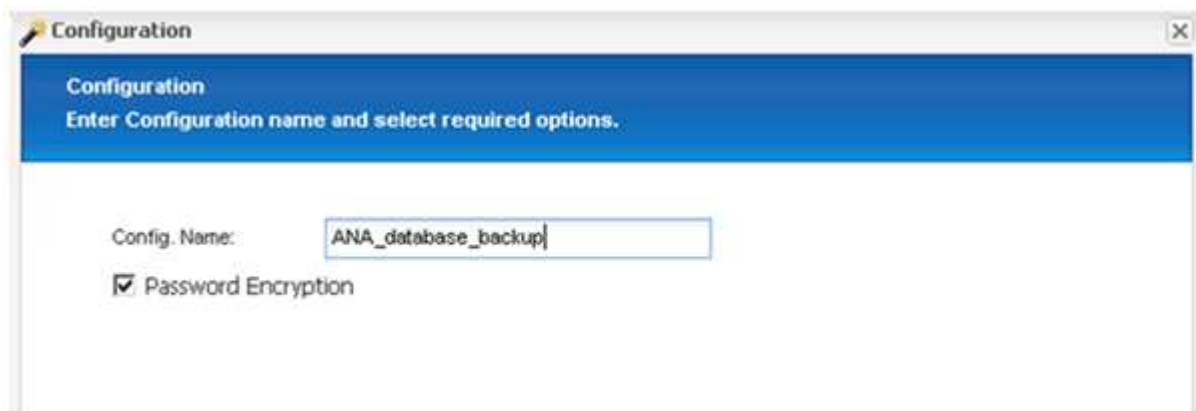 Configuration
Configuration
Enter Configuration name and select required options.
Config. Name: ANA_database_backup
Password Encryption